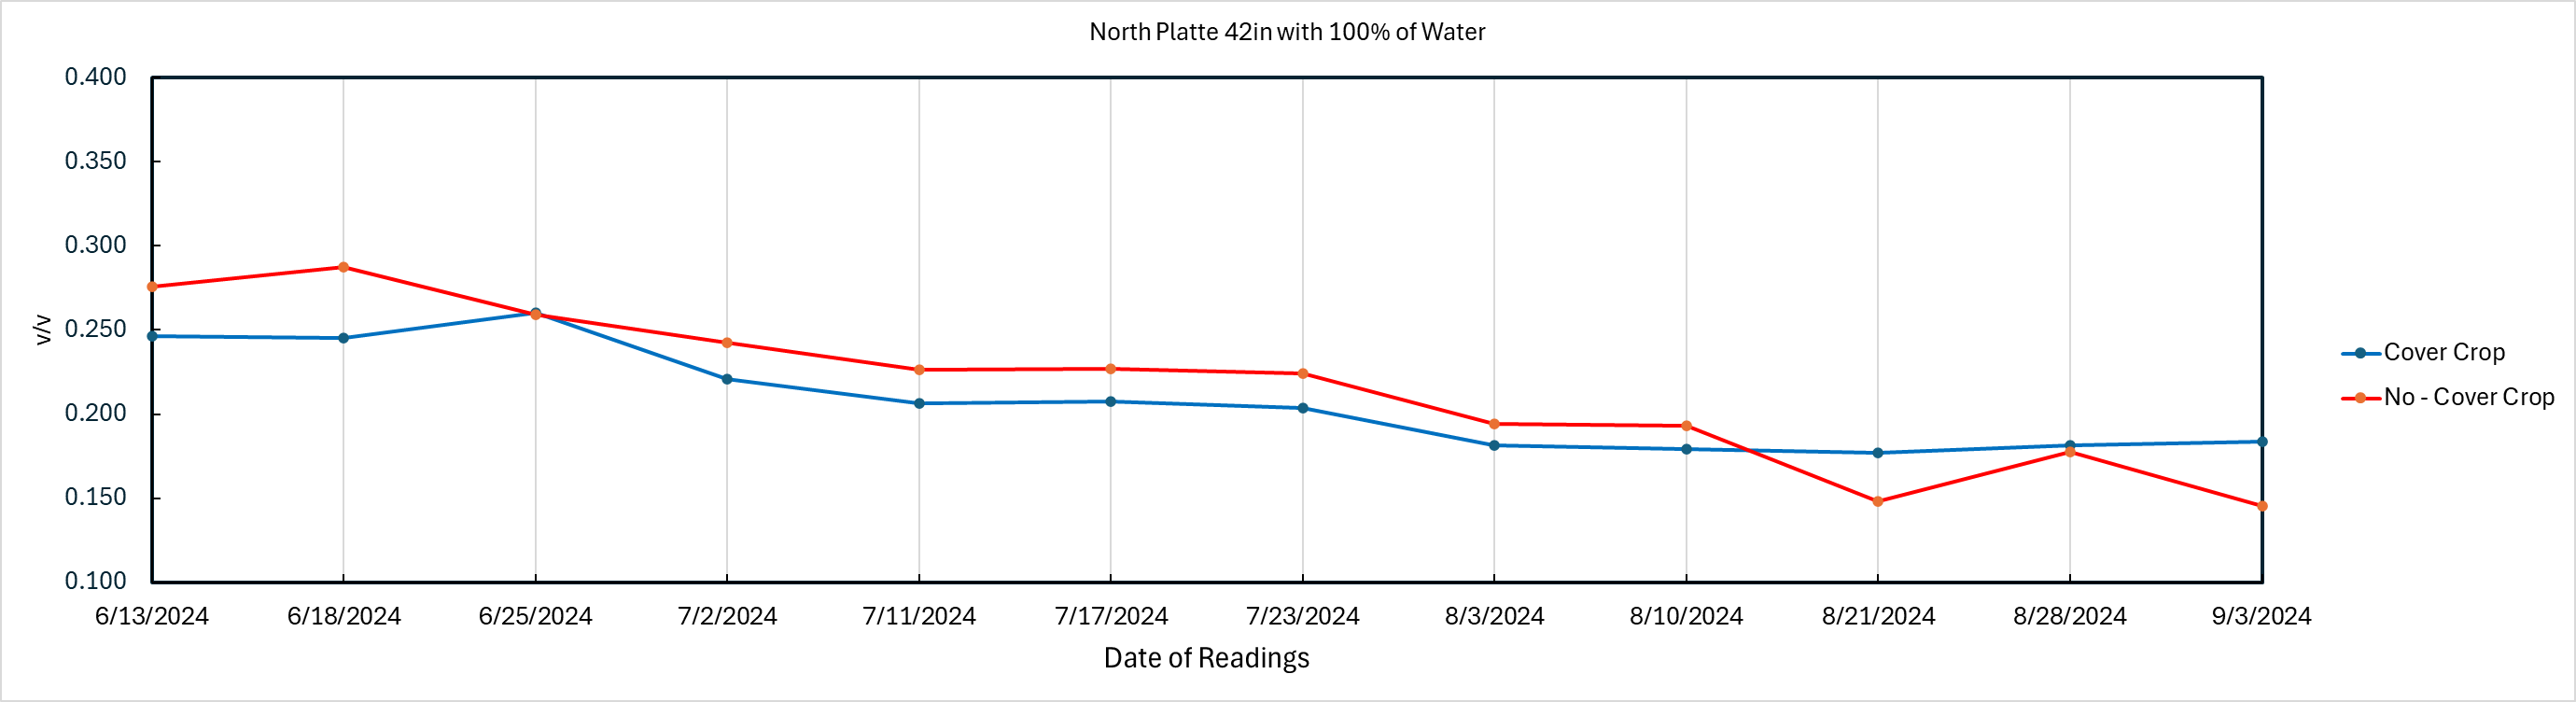 North Platte 42in with 100% of Water
0.400
0.350
0.300
0.250
0.200
0.150
0.100
v/v
6/13/2024 6/18/2024 6/25/2024 7/2/2024 7/11/2024 7/17/2024 7/23/2024 8/3/2024 8/10/2024 8/21/2024 8/28/2024 9/3/2024
Date of Readings
Cover Crop
No - Cover Crop